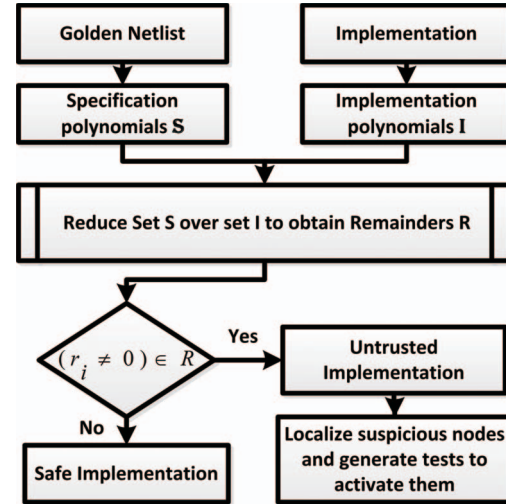 Golden Netlist
Implementation
Specification
polynomials S
Implementation
polynomials I
Reduce Set S over set I to obtain Remainders R
( r_i ≠ 0 ) ∈ R
Yes
Untrusted
Implementation
No
Safe Implementation
Localize suspicious nodes
and generate tests to
activate them